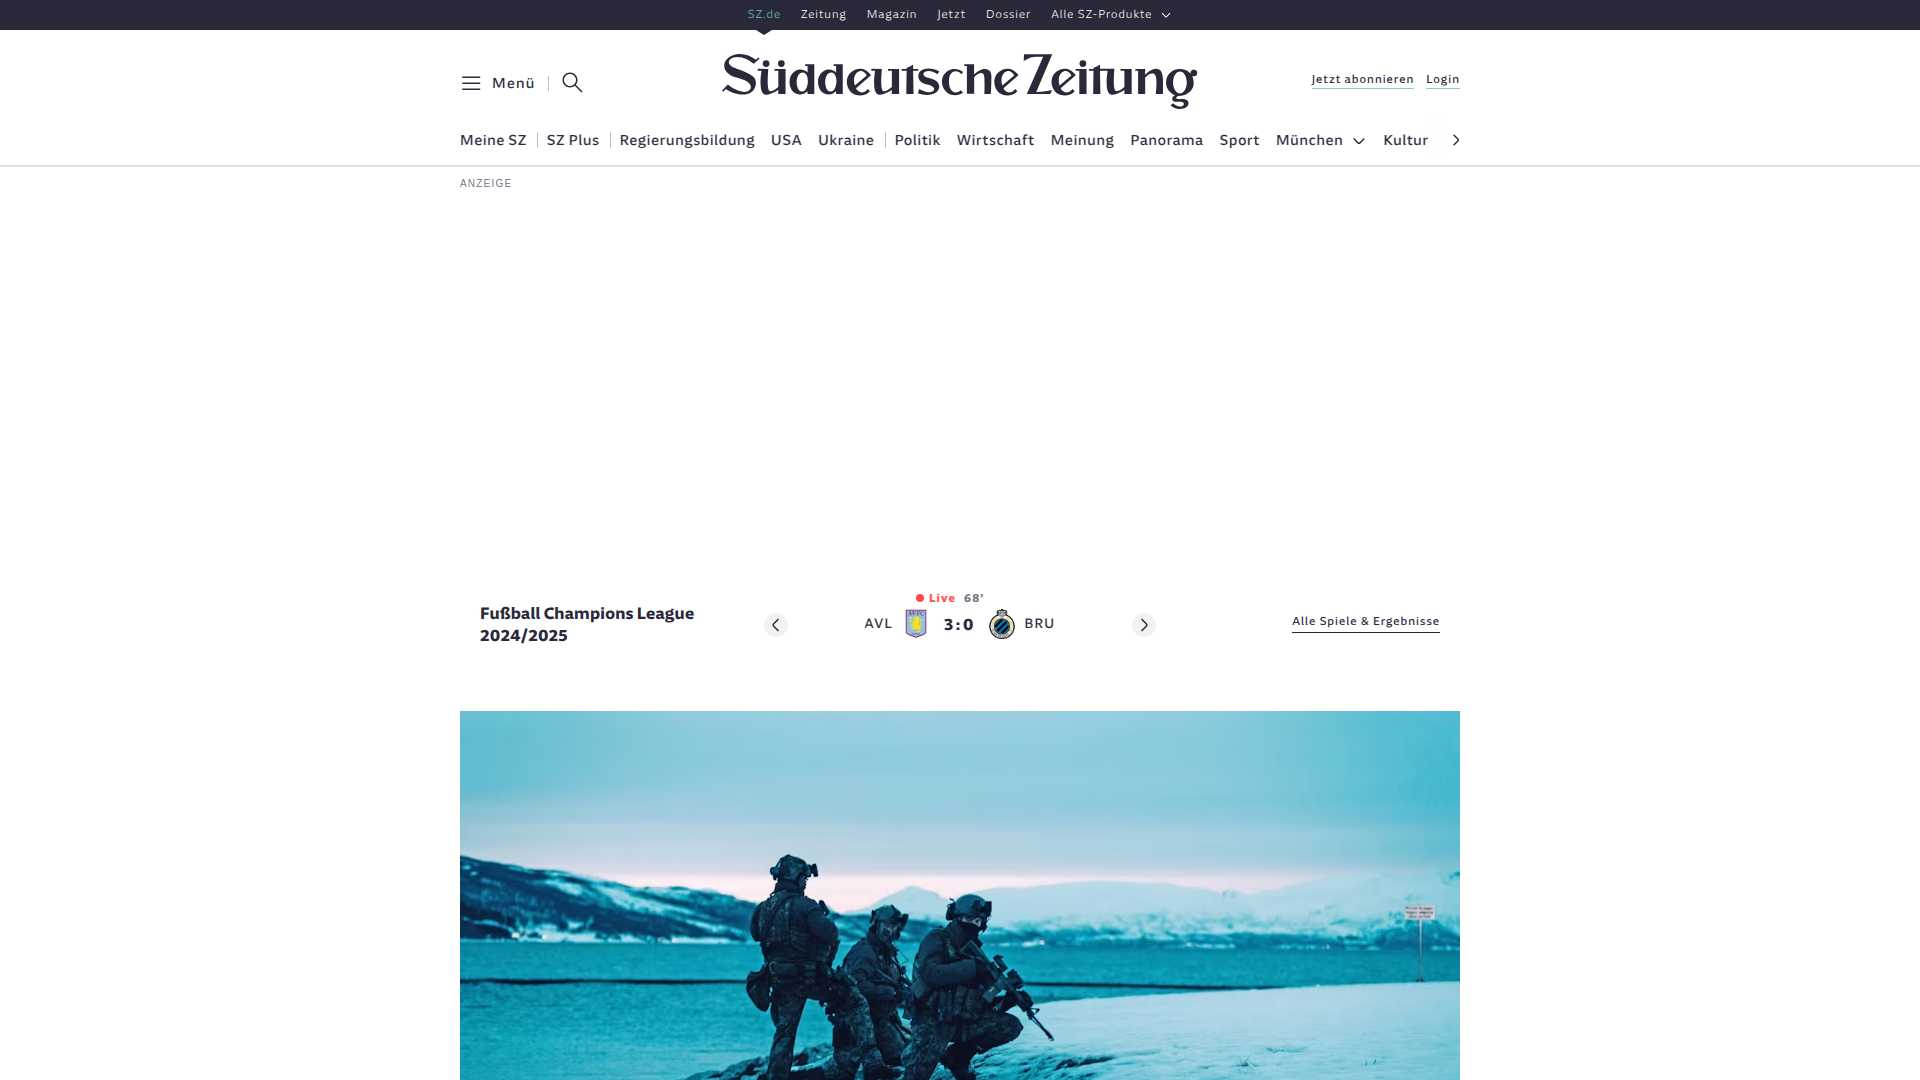 SZ.de Zeitung Magazin Jetzt Dossier Alle SZ-Produkte
Menü
Süddeutsche Zeitung
Jetzt abonnieren Login
Meine SZ SZ Plus Regierungsbildung USA Ukraine Politik Wirtschaft Meinung Panorama Sport München Kultur
ANZEIGE
Fußball Champions League
2024/2025
Live 68'
AVL 3:0 BRU
Alle Spiele & Ergebnisse